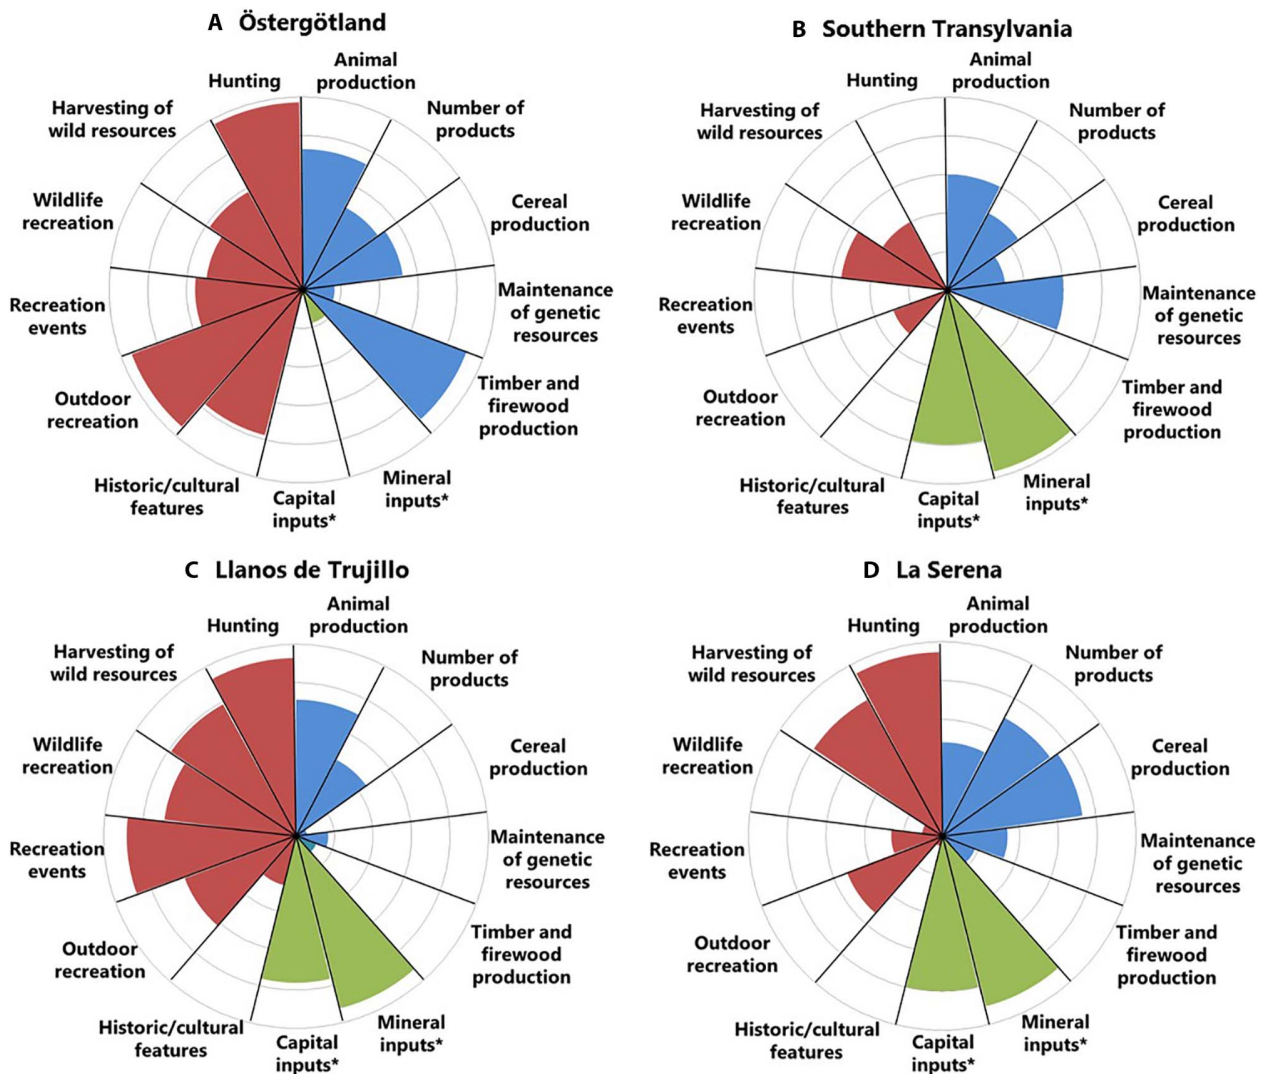 A Östergötland
Animal
production
Number of
products
Cereal
production
Maintenance
of genetic
resources
Timber and
firewood
production
Mineral
inputs*
Capital
inputs*
Historic/cultural
features
Outdoor
recreation
Recreation
events
Wildlife
recreation
Harvesting of
wild resources
Hunting
B Southern Transylvania
Animal
production
Number of
products
Cereal
production
Maintenance
of genetic
resources
Timber and
firewood
production
Mineral
inputs*
Capital
inputs*
Historic/cultural
features
Outdoor
recreation
Recreation
events
Wildlife
recreation
Harvesting of
wild resources
Hunting
C Llanos de Trujillo
Animal
production
Number of
products
Cereal
production
Maintenance
of genetic
resources
Timber and
firewood
production
Mineral
inputs*
Capital
inputs*
Historic/cultural
features
Outdoor
recreation
Recreation
events
Wildlife
recreation
Harvesting of
wild resources
Hunting
D La Serena
Animal
production
Number of
products
Cereal
production
Maintenance
of genetic
resources
Timber and
firewood
production
Mineral
inputs*
Capital
inputs*
Historic/cultural
features
Outdoor
recreation
Recreation
events
Wildlife
recreation
Harvesting of
wild resources
Hunting